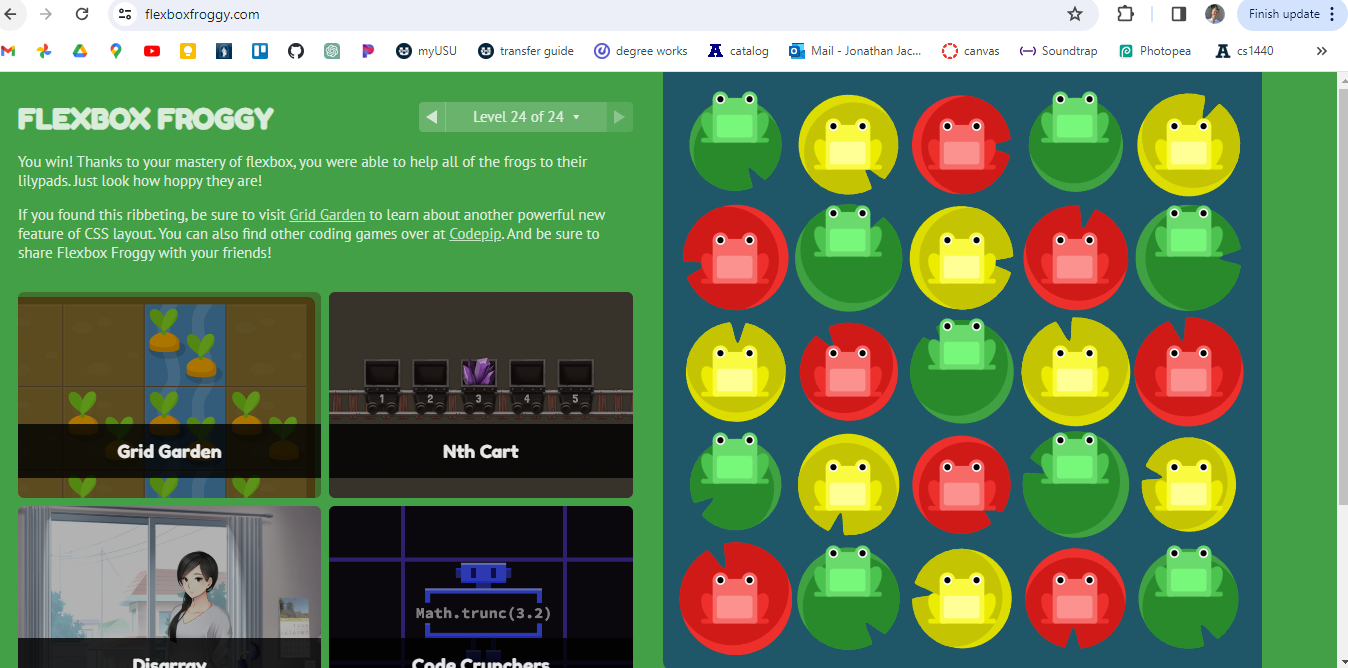 flexboxfroggy.com
Finish update
myUSU
transfer guide
degree works
catalog
Mail - Jonathan Jac...
canvas
Soundtrap
Photopea
cs1440
FLEXBOX FROGGY
Level 24 of 24
You win! Thanks to your mastery of flexbox, you were able to help all of the frogs to their
lilypads. Just look how hoppy they are!
If you found this ribbeting, be sure to visit Grid Garden to learn about another powerful new
feature of CSS layout. You can also find other coding games over at Codepip. And be sure to
share Flexbox Froggy with your friends!
1 2 3 4 5
Grid Garden
Nth Cart
Math.trunc(3.2)
Disarray
Code Crunchers